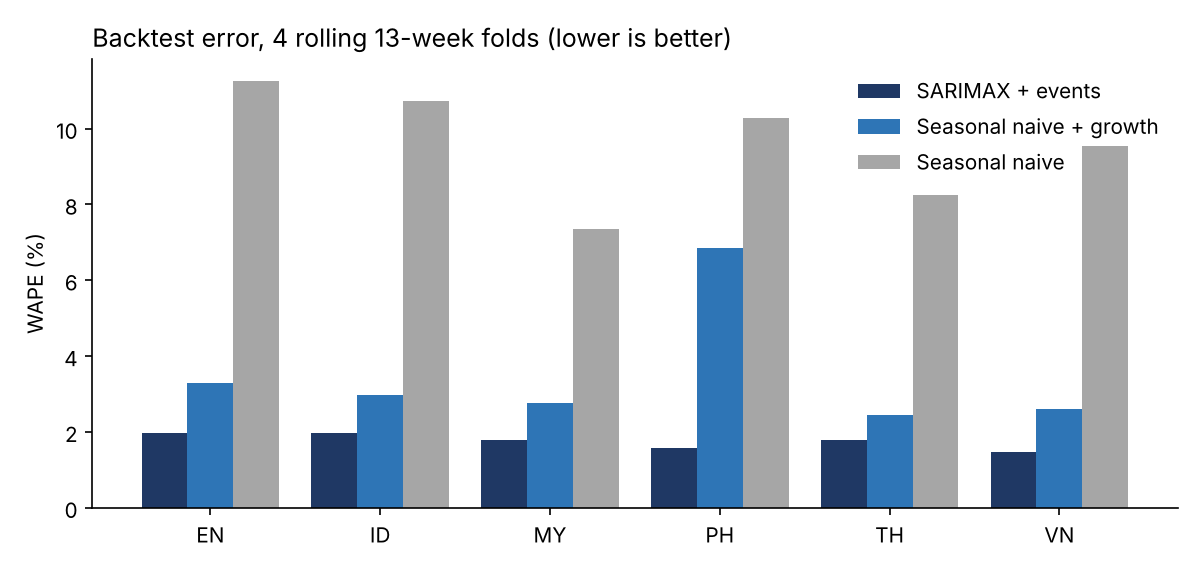 Backtest error, 4 rolling 13-week folds (lower is better)
SARIMAX + events
Seasonal naive + growth
Seasonal naive
WAPE (%)
10
8
6
4
2
0
EN ID MY PH TH VN